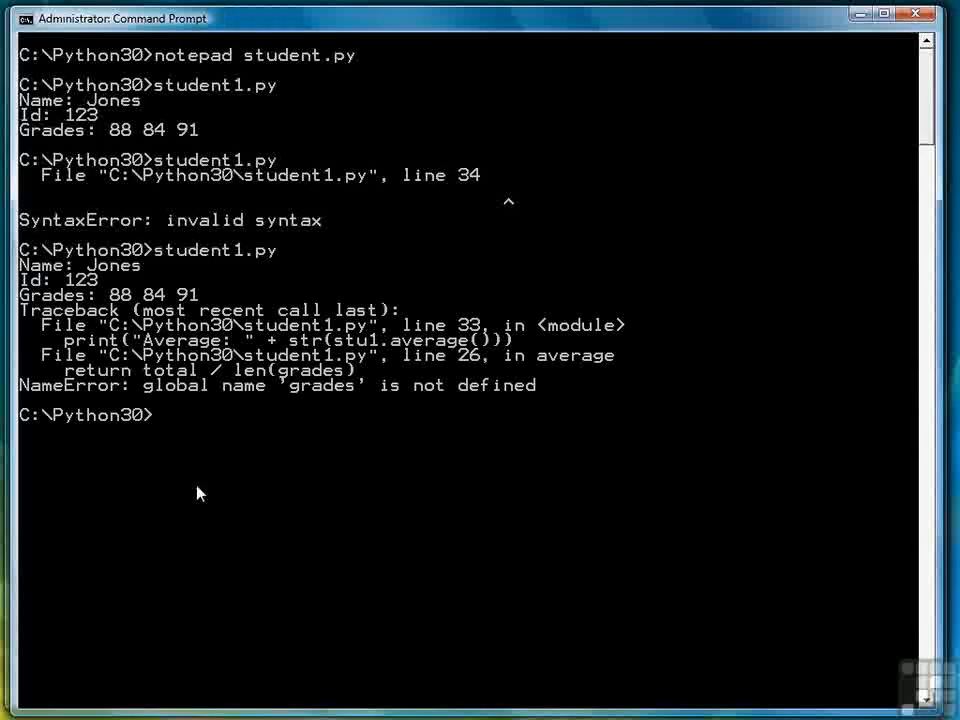 Administrator: Command Prompt
C:\Python30>notepad student.py
C:\Python30>student1.py
Name: Jones
Id: 123
Grades: 88 84 91
C:\Python30>student1.py
File "C:\Python30\student1.py", line 34
^
SyntaxError: invalid syntax
C:\Python30>student1.py
Name: Jones
Id: 123
Grades: 88 84 91
Traceback (most recent call last):
File "C:\Python30\student1.py", line 33, in <module>
print("Average: " + str(stu1.average()))
File "C:\Python30\student1.py", line 26, in average
return total / len(grades)
NameError: global name 'grades' is not defined
C:\Python30>